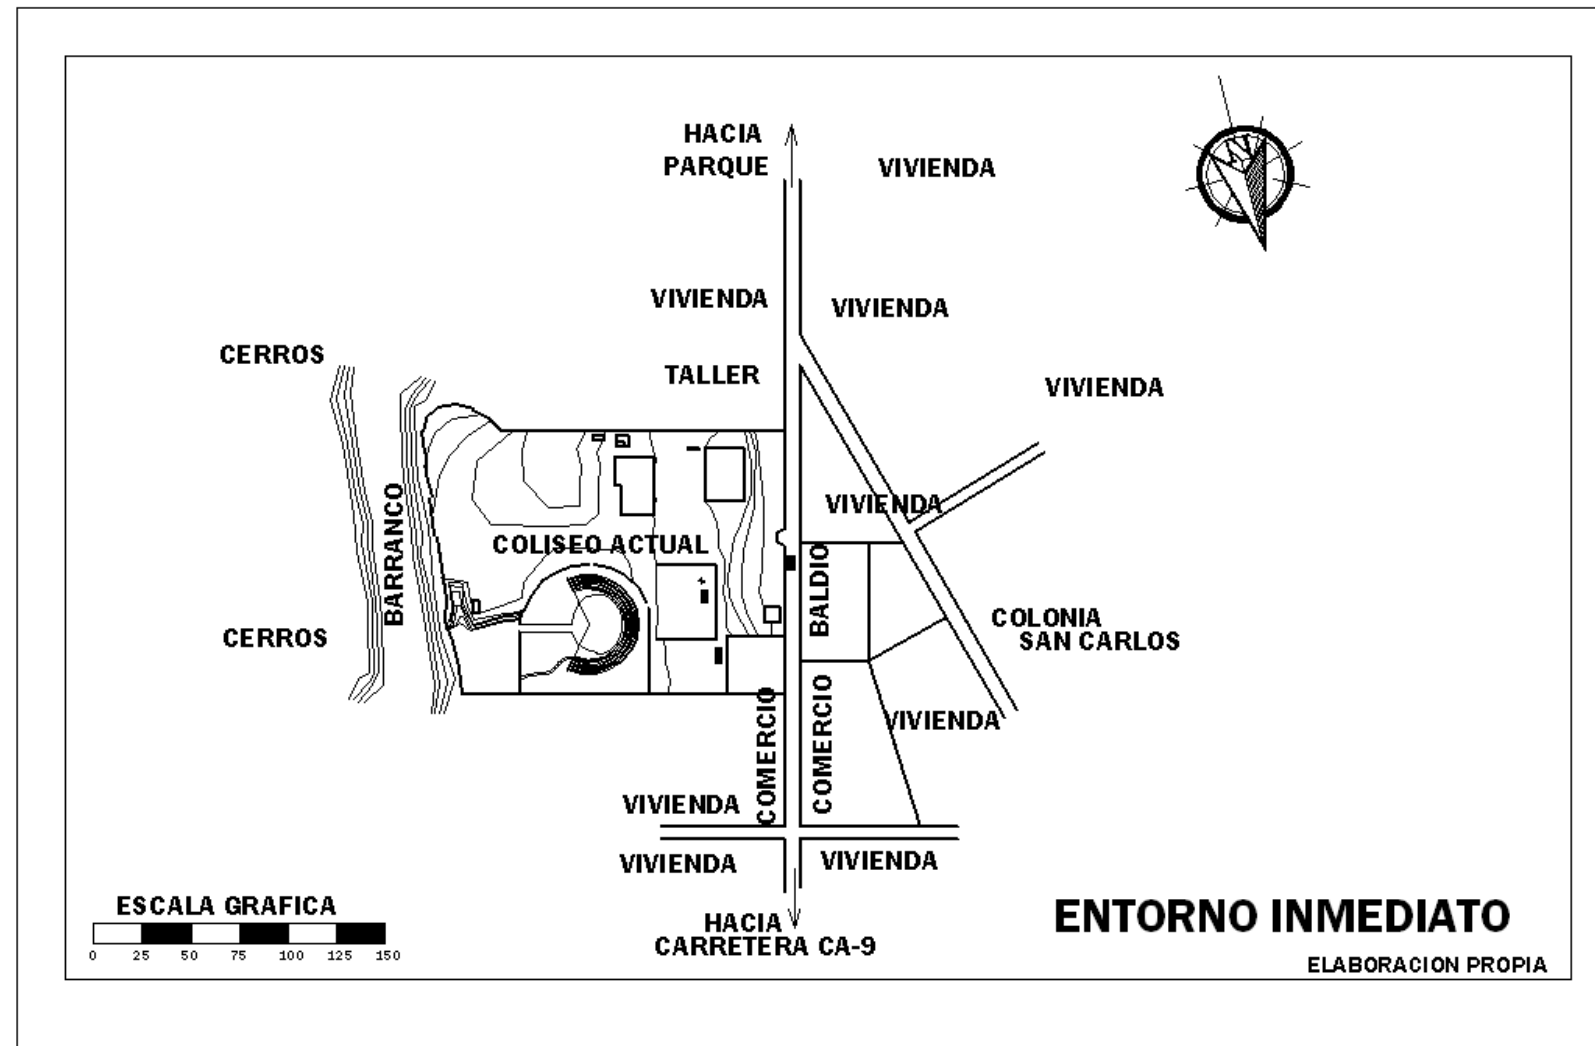 HACIA
PARQUE
VIVIENDA
VIVIENDA
VIVIENDA
CERROS
TALLER
VIVIENDA
BARRANCO
VIVIENDA
COLISEO ACTUAL
BALDIO
CERROS
COLONIA
SAN CARLOS
COMERCIO
COMERCIO
VIVIENDA
VIVIENDA
VIVIENDA
VIVIENDA
HACIA
CARRETERA CA-9
ESCALA GRAFICA
0 25 50 75 100 125 150
ENTORNO INMEDIATO
ELABORACION PROPIA